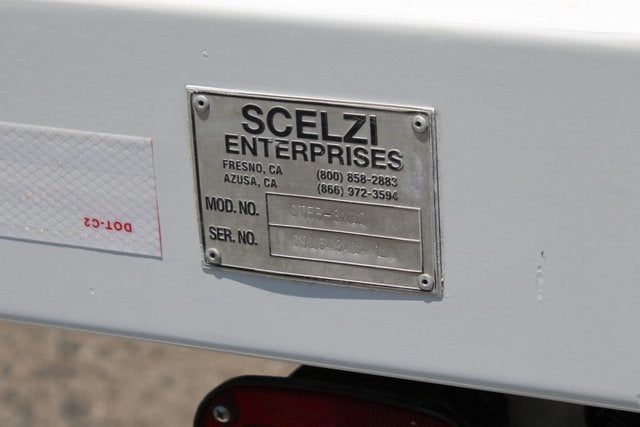 SCELZI
ENTERPRISES
FRESNO, CA (800) 858-2883
AZUSA, CA (866) 972-3594
MOD. NO.
SER. NO.
DOT-C2